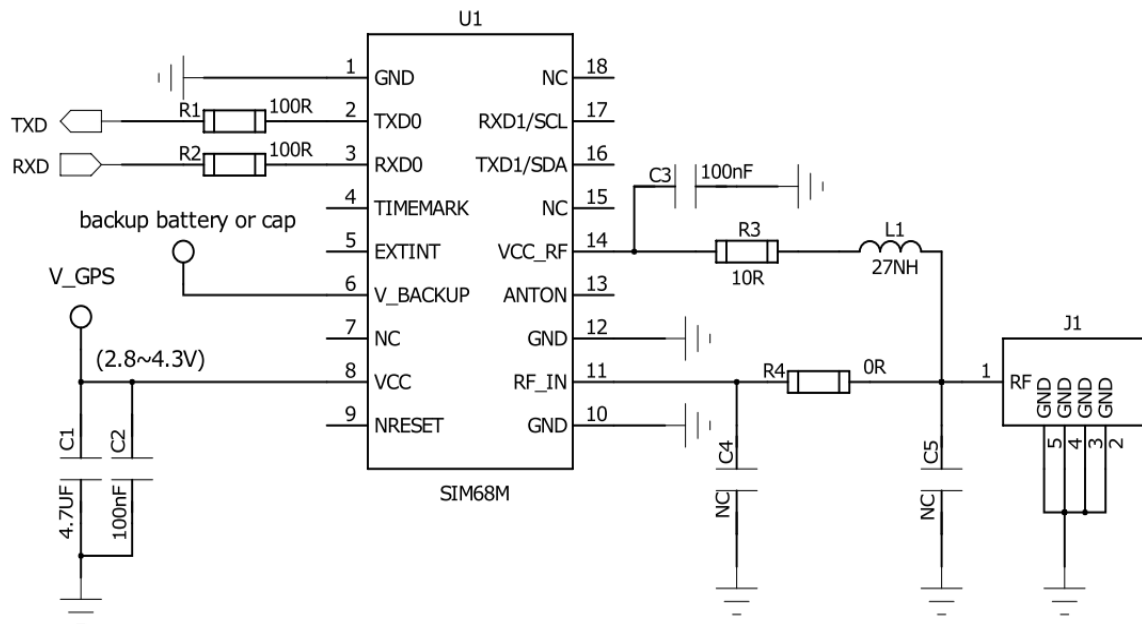 U1
1 GND
2 TXD0
3 RXD0
4 TIMEMARK
5 EXTINT
6 V_BACKUP
7 NC
8 VCC
9 NRESET
NC 18
RXD1/SCL 17
TXD1/SDA 16
NC 15
VCC_RF 14
ANTON 13
GND 12
RF_IN 11
GND 10
SIM68M
TXD
R1 100R
RXD
R2 100R
backup battery or cap
V_GPS
(2.8~4.3V)
C1
4.7UF
C2
100nF
C3 100nF
R3
10R
L1
27NH
R4 0R
C4
NC
C5
NC
J1
1 RF
GND
GND
GND
GND
5
4
3
2